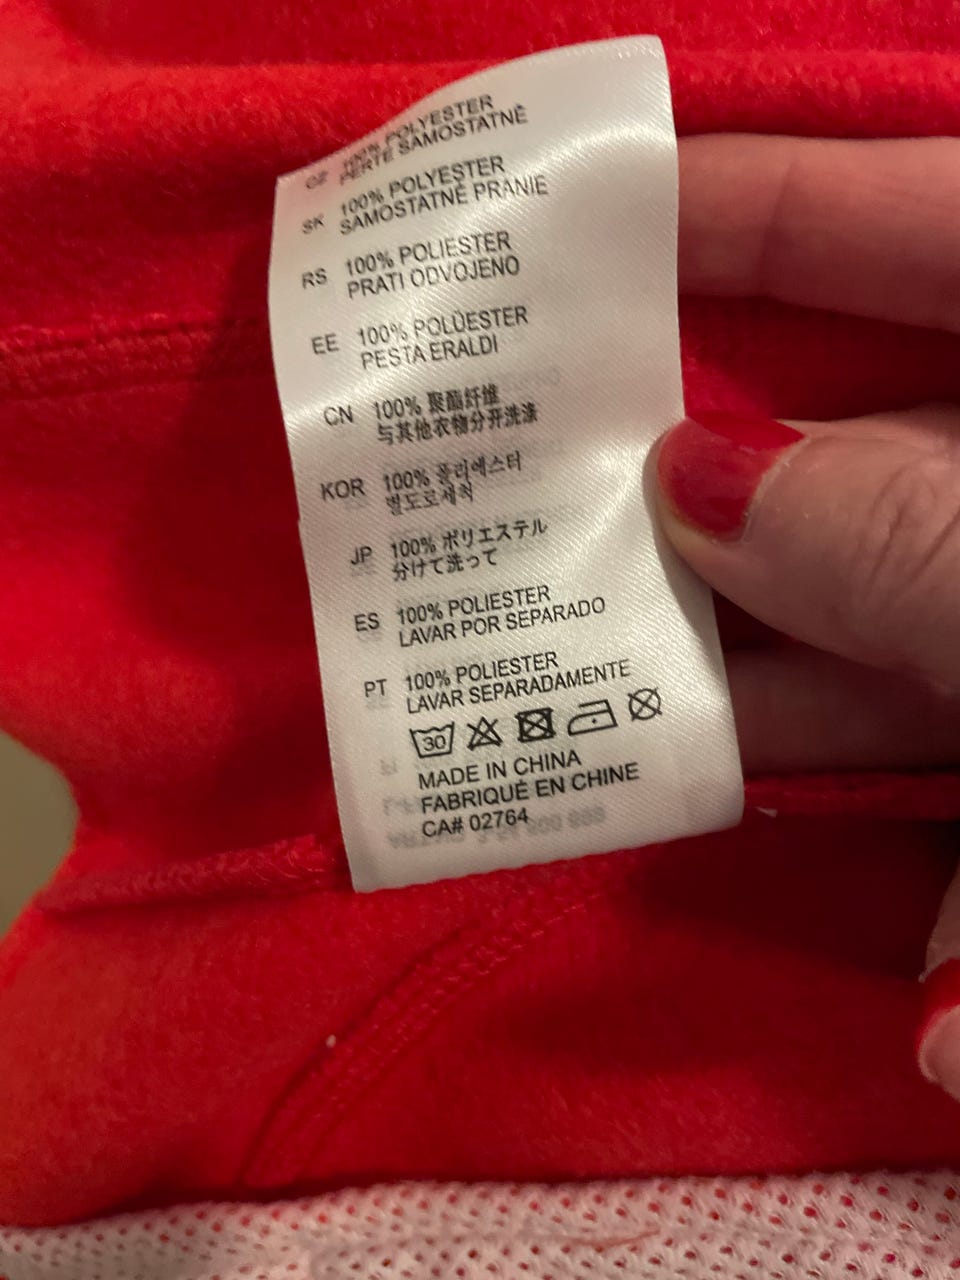 CZ 100% POLYESTER
PERTE SAMOSTATNĚ
SK 100% POLYESTER
SAMOSTATNÉ PRANIE
RS 100% POLIESTER
PRATI ODVOJENO
EE 100% POLÜESTER
PESTA ERALDI
CN 100% 聚酯纤维
与其他衣物分开洗涤
KOR 100% 폴리에스터
별도로세척
JP 100% ポリエステル
分けて洗って
ES 100% POLIESTER
LAVAR POR SEPARADO
PT 100% POLIESTER
LAVAR SEPARADAMENTE
30
MADE IN CHINA
FABRIQUÉ EN CHINE
CA# 02764